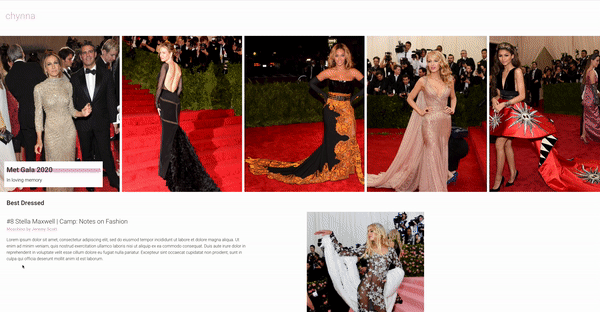 chynna
Met Gala 2020
in loving memory
Best Dressed
#8 Stella Maxwell | Camp: Notes on Fashion
Moschino by Jeremy Scott
Lorem ipsum dolor sit amet, consectetur adipiscing elit, sed do eiusmod tempor incididunt ut labore et dolore magna aliqua. Ut
enim ad minim veniam, quis nostrud exercitation ullamco laboris nisi ut aliquip ex ea commodo consequat. Duis aute irure dolor in
reprehenderit in voluptate velit esse cillum dolore eu fugiat nulla pariatur. Excepteur sint occaecat cupidatat non proident, sunt in
culpa qui officia deserunt mollit anim id est laborum.